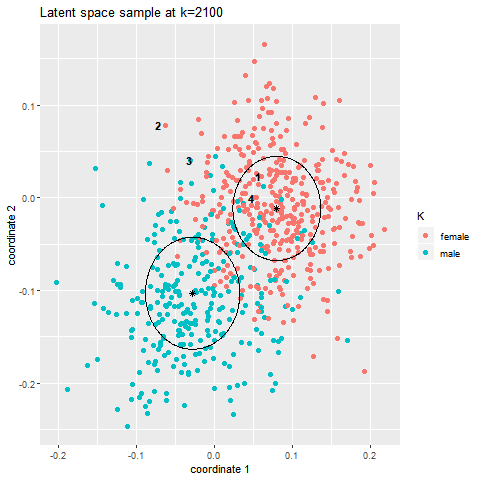 Latent space sample at k=2100
coordinate 2
0.1
0.0
-0.1
-0.2
2
3
1
4
*
*
-0.2
-0.1
0.0
0.1
0.2
coordinate 1
K
female
male